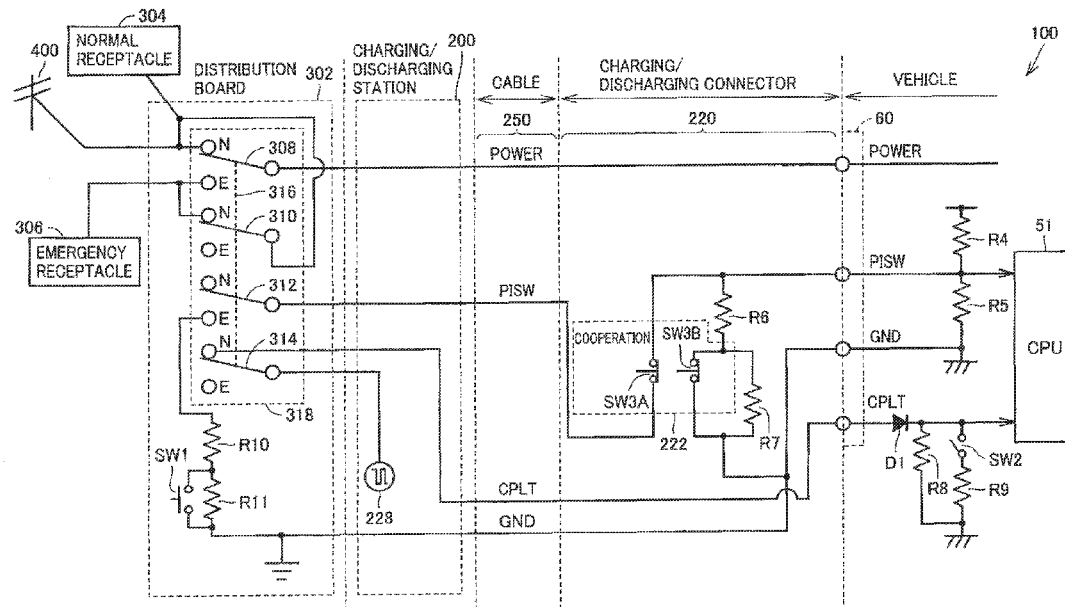 304
NORMAL
RECEPTACLE
400
DISTRIBUTION
BOARD
302
CHARGING/
DISCHARGING
STATION
200
CABLE
250
CHARGING/
DISCHARGING CONNECTOR
220
VEHICLE
60
100
N
308
POWER
POWER
E
316
N
310
306
EMERGENCY
RECEPTACLE
E
R4
51
N
312
PISW
PISW
E
R6
R5
COOPERATION
SW3B
GND
CPU
N
314
SW3A
E
318
222
R7
CPLT
D1
R8
SW2
R9
R10
SW1
R11
228
CPLT
GND